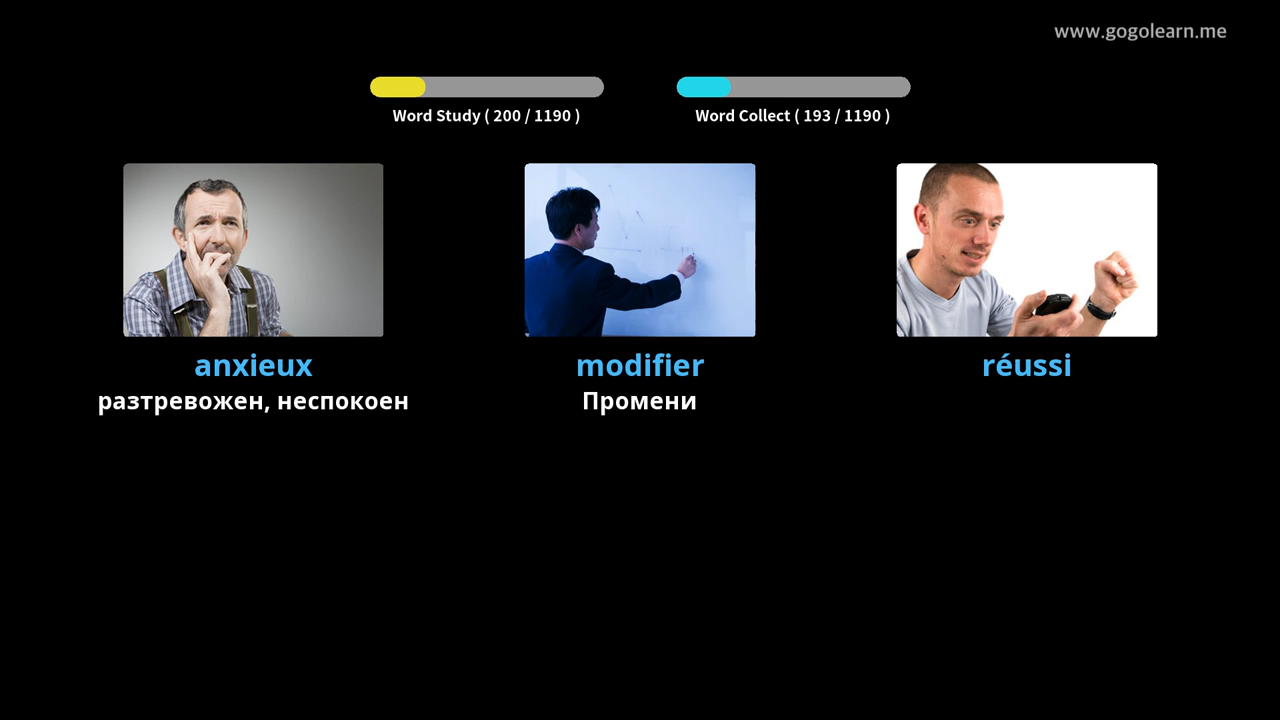 www.gogolearn.me
Word Study ( 200 / 1190 )
Word Collect ( 193 / 1190 )
anxieux
разтревожен, неспокоен
modifier
Промени
réussi